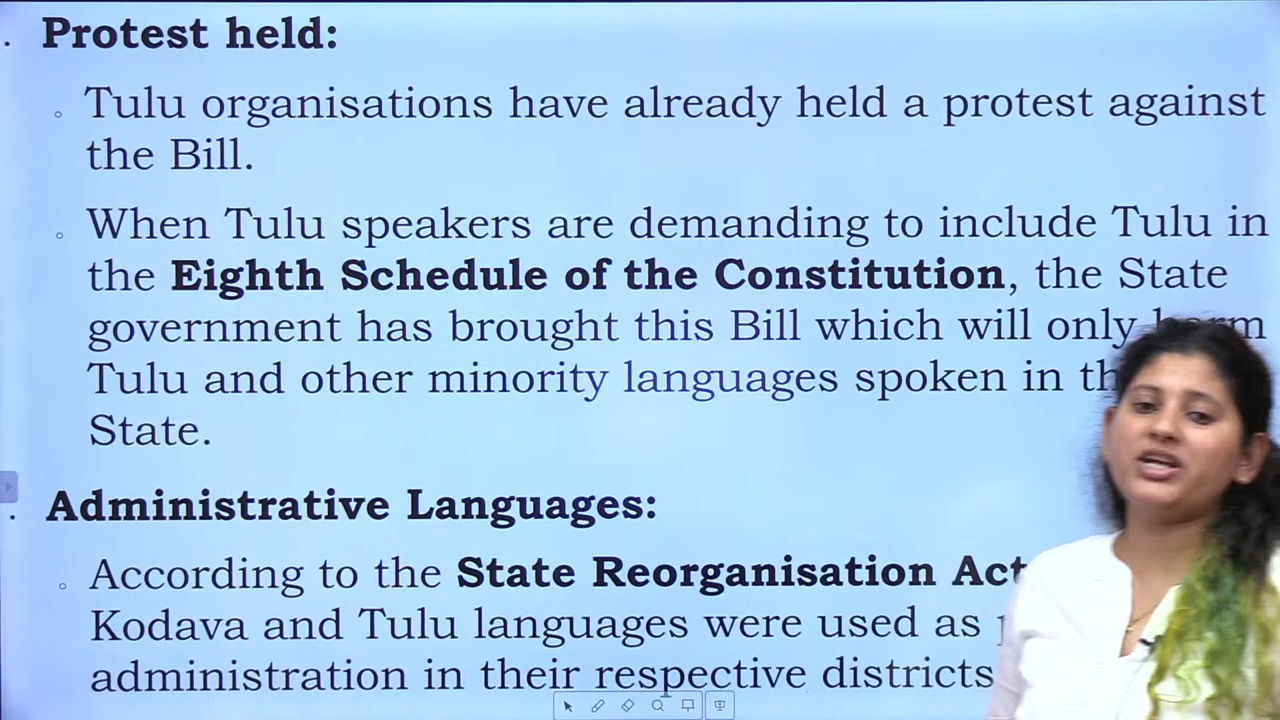 Protest held:
Tulu organisations have already held a protest against
the Bill.
When Tulu speakers are demanding to include Tulu in
the Eighth Schedule of the Constitution, the State
government has brought this Bill which will only harm
Tulu and other minority languages spoken in
State.
Administrative Languages:
According to the State Reorganisation Act
Kodava and Tulu languages were used as
administration in their respective districts